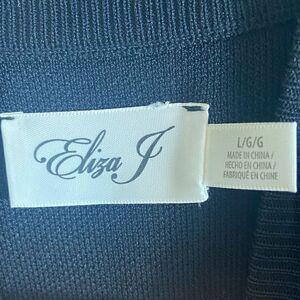 Eliza J
L/G/G
MADE IN CHINA /
HECHO EN CHINA /
FABRIQUÉ EN CHINE